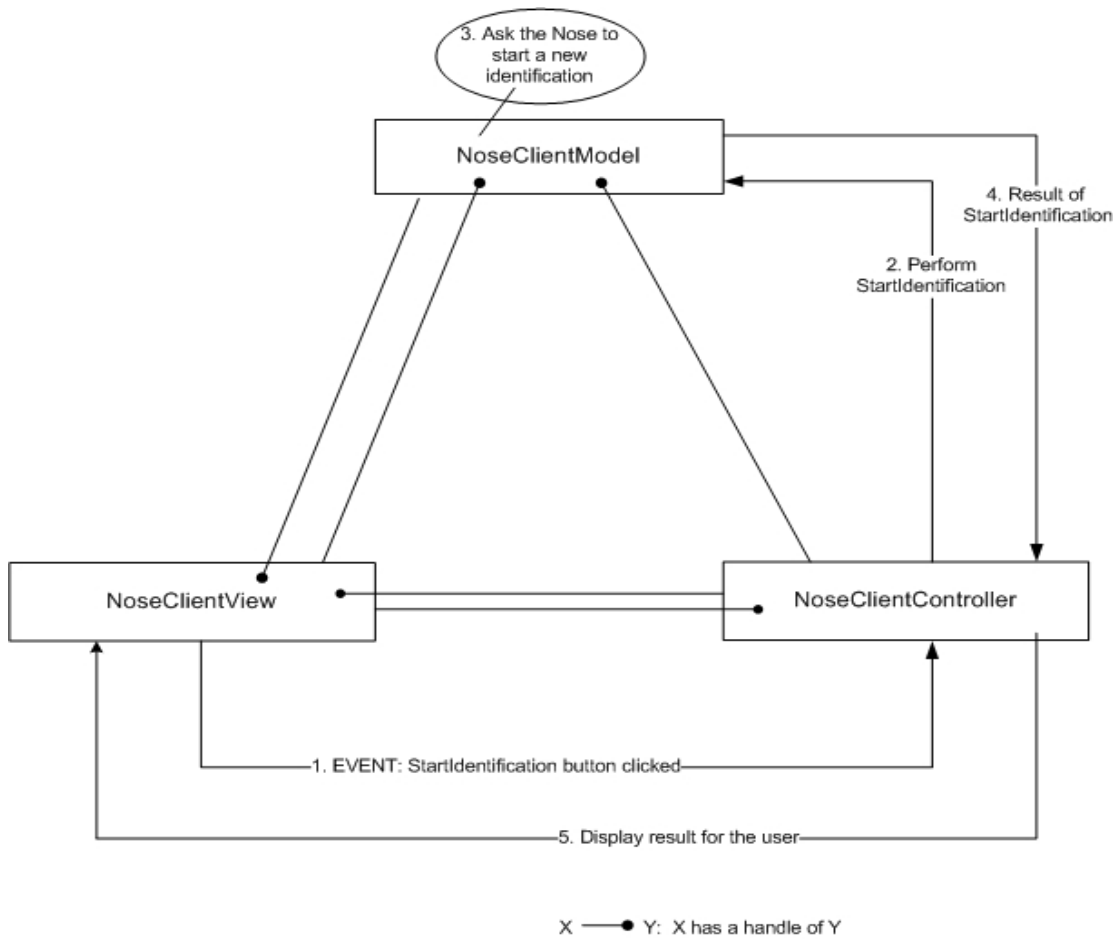 3. Ask the Nose to
start a new
identification
NoseClientModel
4. Result of
StartIdentification
2. Perform
StartIdentification
NoseClientView
NoseClientController
1. EVENT: StartIdentification button clicked
5. Display result for the user
X Y: X has a handle of Y